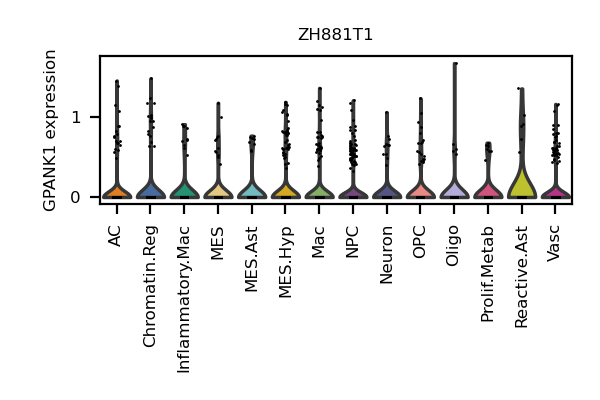 ZH881T1
GPANK1 expression
1
0
AC
Chromatin.Reg
Inflammatory.Mac
MES
MES.Ast
MES.Hyp
Mac
NPC
Neuron
OPC
Oligo
Prolif.Metab
Reactive.Ast
Vasc